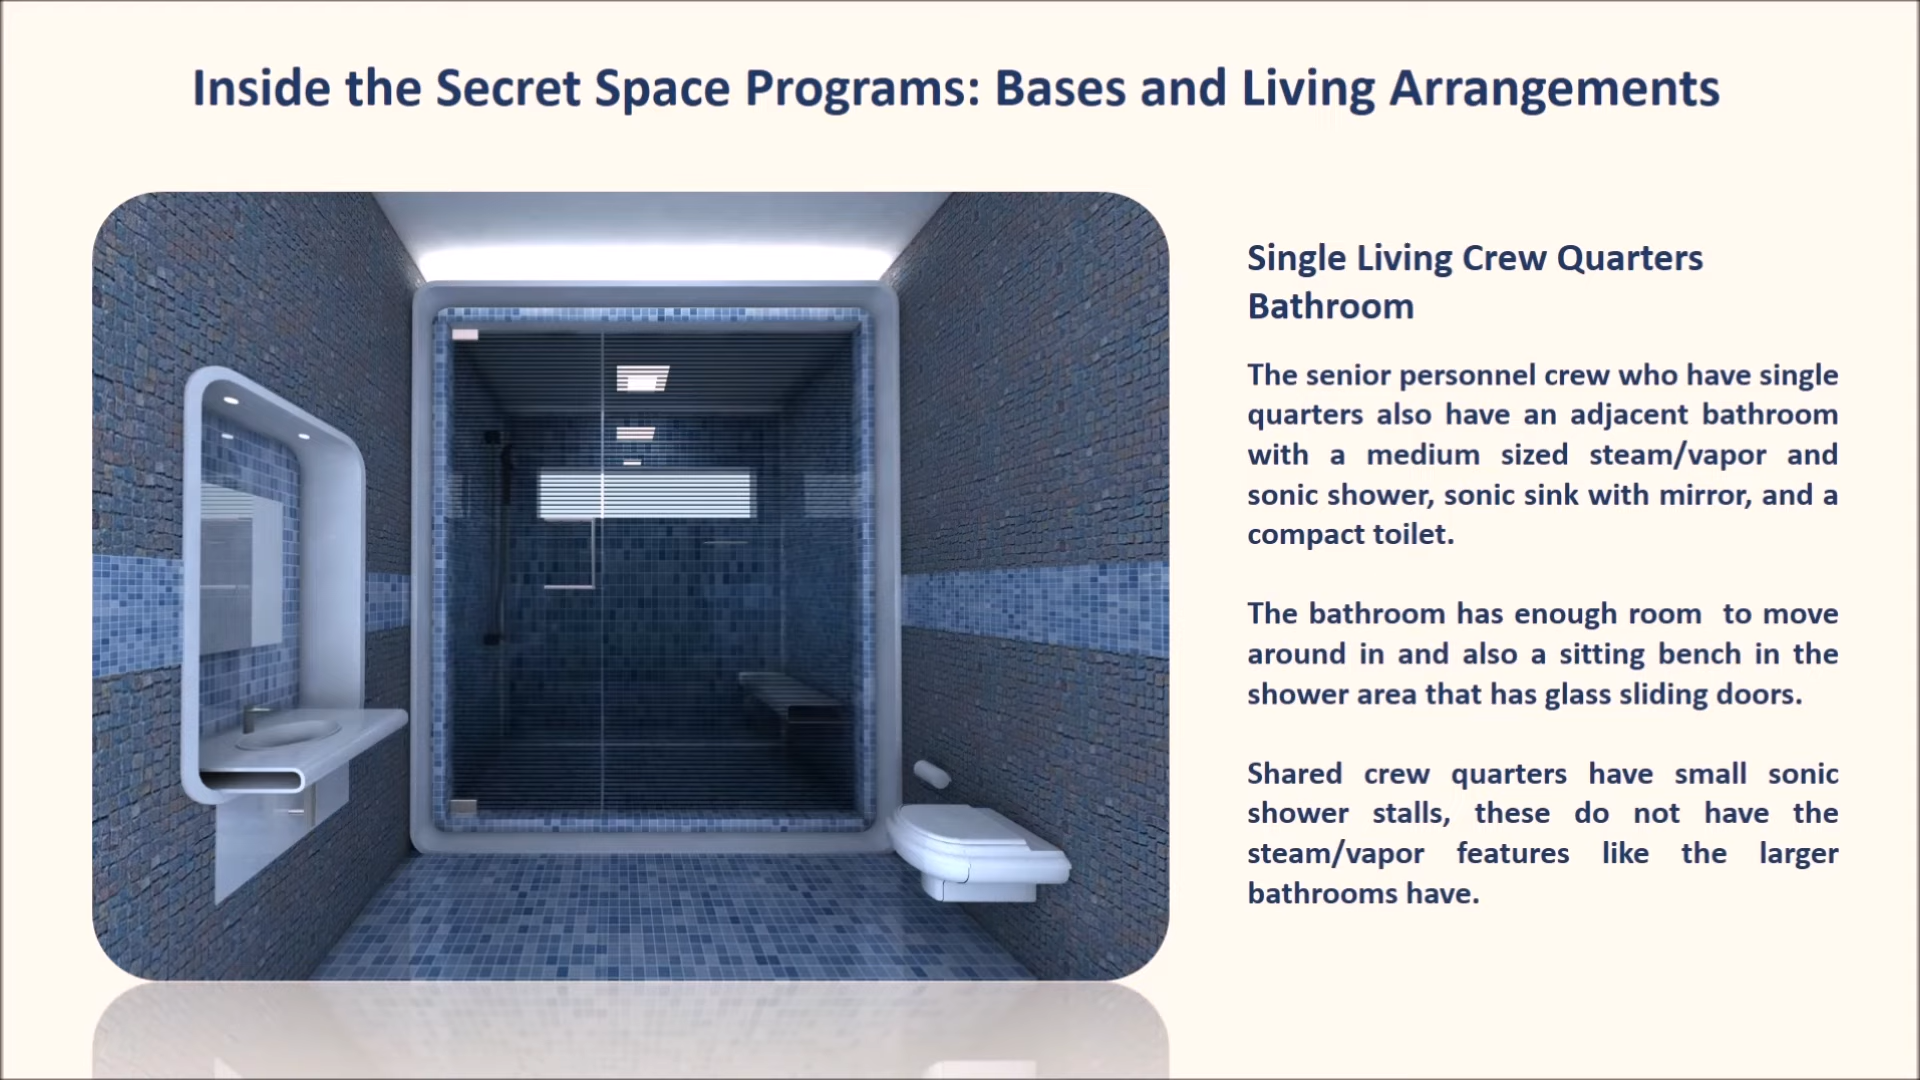 Inside the Secret Space Programs: Bases and Living Arrangements
Single Living Crew Quarters
Bathroom
The senior personnel crew who have single
quarters also have an adjacent bathroom
with a medium sized steam/vapor and
sonic shower, sonic sink with mirror, and a
compact toilet.
The bathroom has enough room to move
around in and also a sitting bench in the
shower area that has glass sliding doors.
Shared crew quarters have small sonic
shower stalls, these do not have the
steam/vapor features like the larger
bathrooms have.